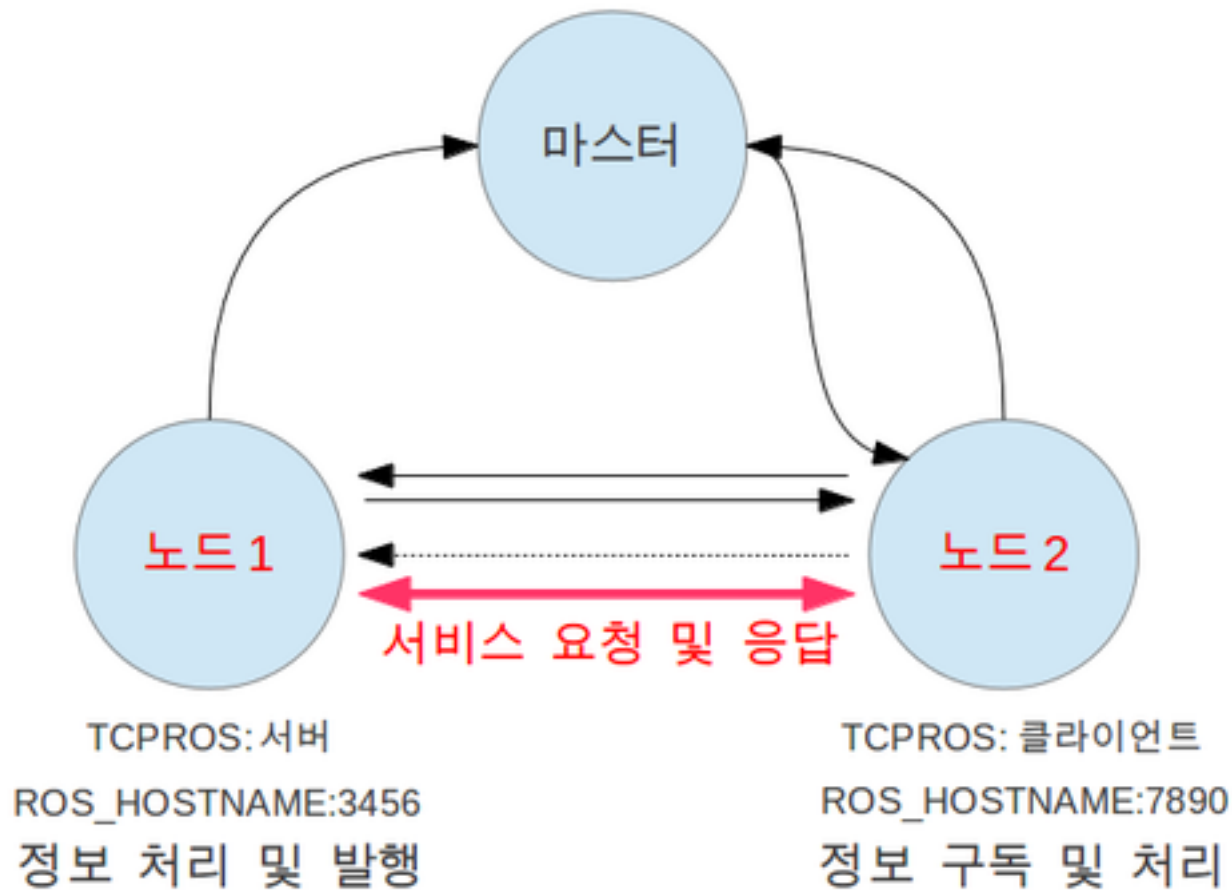 마스터
노드1
노드2
서비스 요청 및 응답
TCPROS: 서버
ROS_HOSTNAME:3456
정보 처리 및 발행
TCPROS: 클라이언트
ROS_HOSTNAME:7890
정보 구독 및 처리